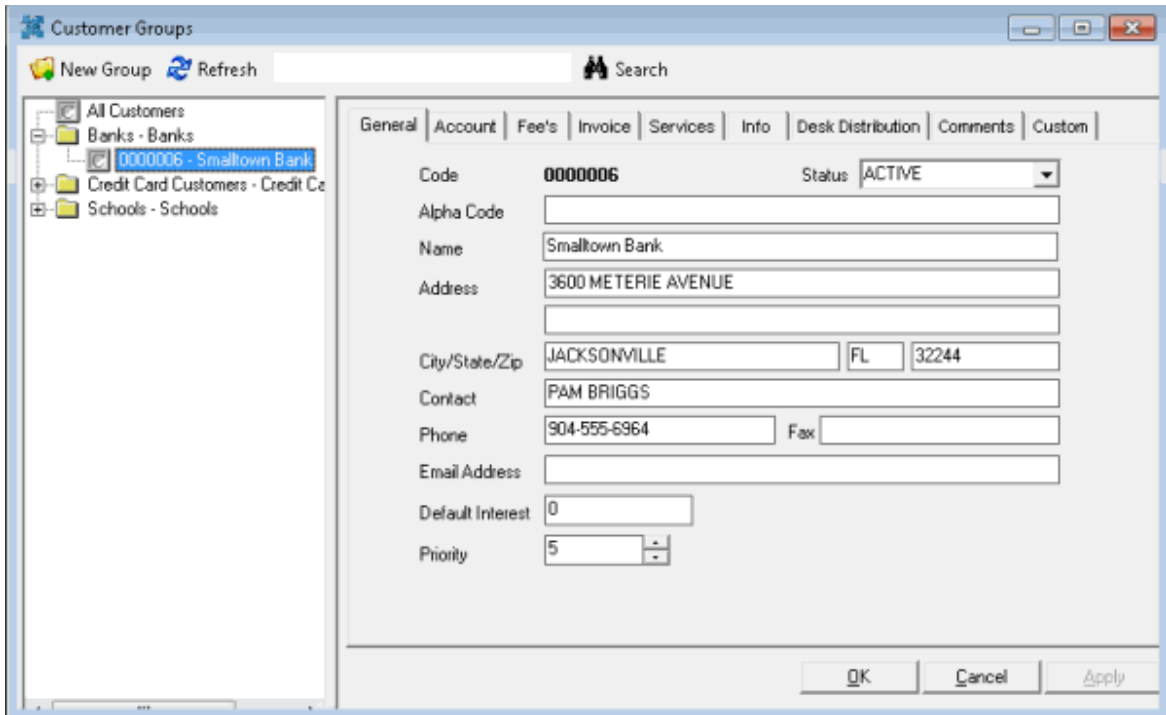 Customer Groups
New Group Refresh Search
All Customers
Banks - Banks
0000006 - Smalltown Bank
Credit Card Customers - Credit Ca
Schools - Schools
General Account Fee's Invoice Services Info Desk Distribution Comments Custom
Code 0000006 Status ACTIVE
Alpha Code
Name Smalltown Bank
Address 3600 METERIE AVENUE
City/State/Zip JACKSONVILLE FL 32244
Contact PAM BRIGGS
Phone 904-555-6964 Fax
Email Address
Default Interest 0
Priority 5
OK Cancel Apply